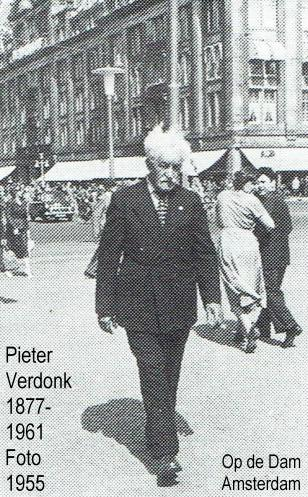 Pieter
Verdonk
1877-
1961
Foto
1955
Op de Dam
Amsterdam